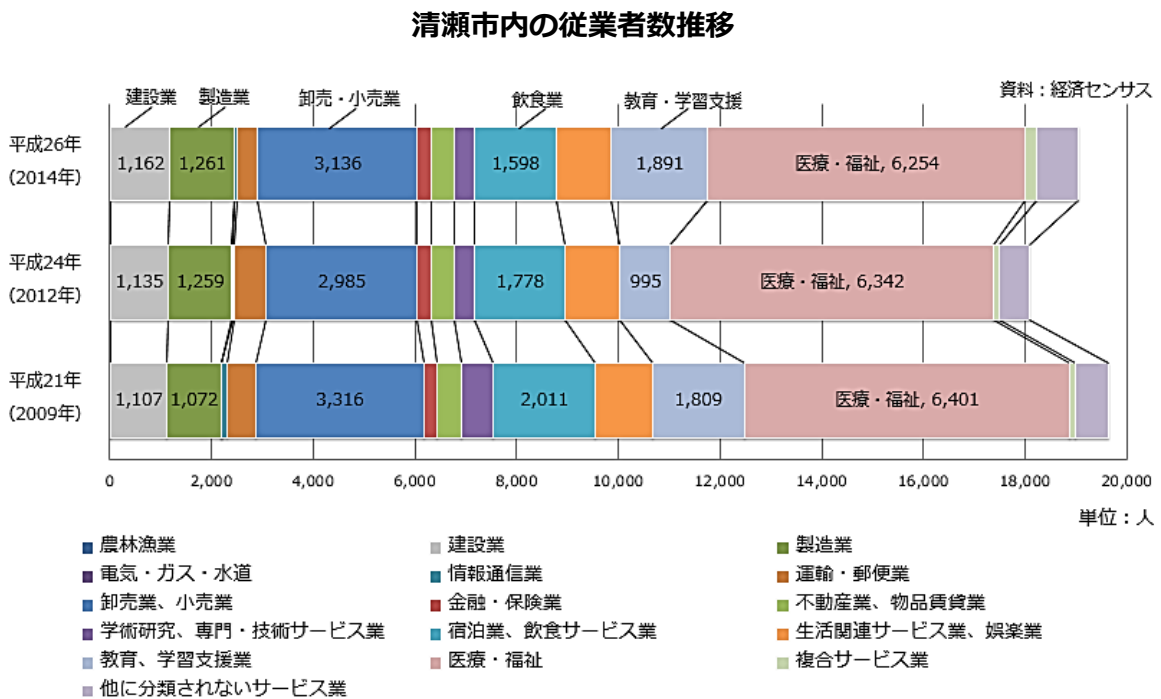 清瀬市内の従業者数推移
資料：経済センサス
建設業 製造業 卸売・小売業 飲食業 教育・学習支援
平成26年
（2014年）
1,162 1,261 3,136 1,598 1,891 医療・福祉, 6,254
平成24年
（2012年）
1,135 1,259 2,985 1,778 995 医療・福祉, 6,342
平成21年
（2009年）
1,107 1,072 3,316 2,011 1,809 医療・福祉, 6,401
0 2,000 4,000 6,000 8,000 10,000 12,000 14,000 16,000 18,000 20,000
単位：人
農林漁業 建設業 製造業
電気・ガス・水道 情報通信業 運輸・郵便業
卸売業、小売業 金融・保険業 不動産業、物品賃貸業
学術研究、専門・技術サービス業 宿泊業、飲食サービス業 生活関連サービス業、娯楽業
教育、学習支援業 医療・福祉 複合サービス業
他に分類されないサービス業